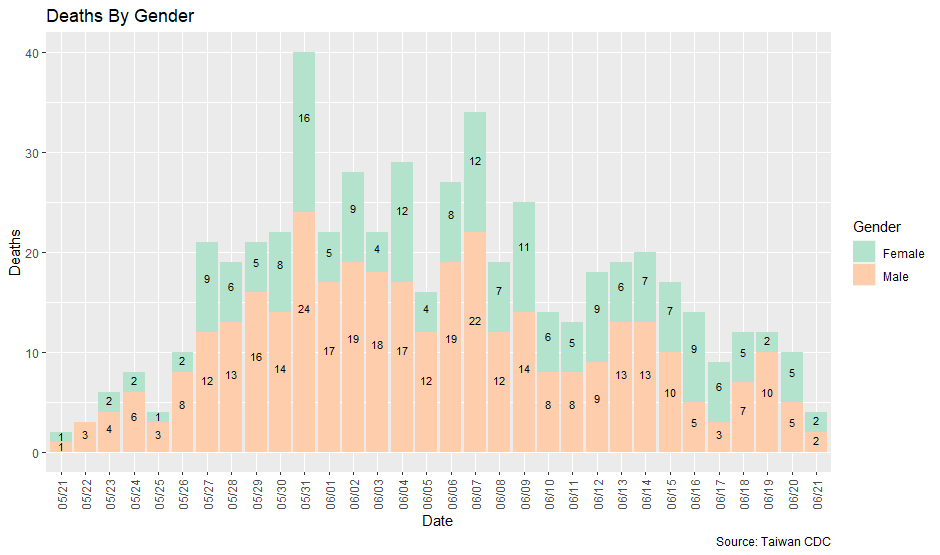 Deaths By Gender
40
30
20
10
0
Deaths
1 2 2 1 2 9 6 5 8 16 5 9 4 12 4 8 12 7 11 6 5 9 6 7 7 9 6 5 2 5 2
1 3 4 6 3 8 12 13 16 14 24 17 19 18 17 12 19 22 12 14 8 8 9 13 13 10 5 3 7 10 5 2
05/21 05/22 05/23 05/24 05/25 05/26 05/27 05/28 05/29 05/30 05/31 06/01 06/02 06/03 06/04 06/05 06/06 06/07 06/08 06/09 06/10 06/11 06/12 06/13 06/14 06/15 06/16 06/17 06/18 06/19 06/20 06/21
Date
Gender
Female
Male
Source: Taiwan CDC